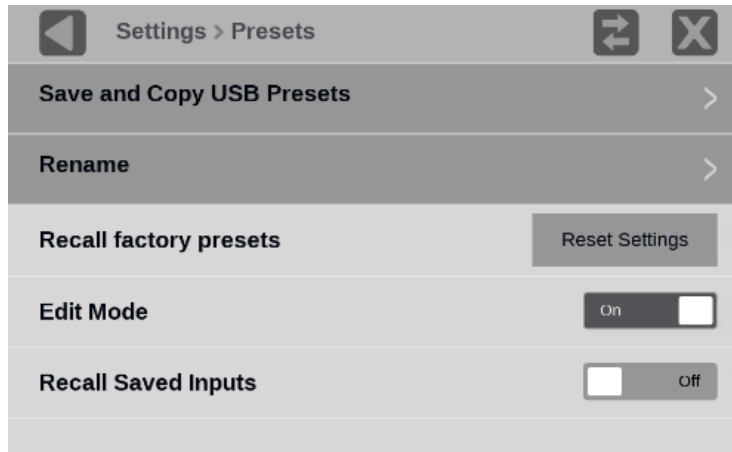 Settings > Presets
Save and Copy USB Presets
Rename
Recall factory presets
Reset Settings
Edit Mode
On
Recall Saved Inputs
Off